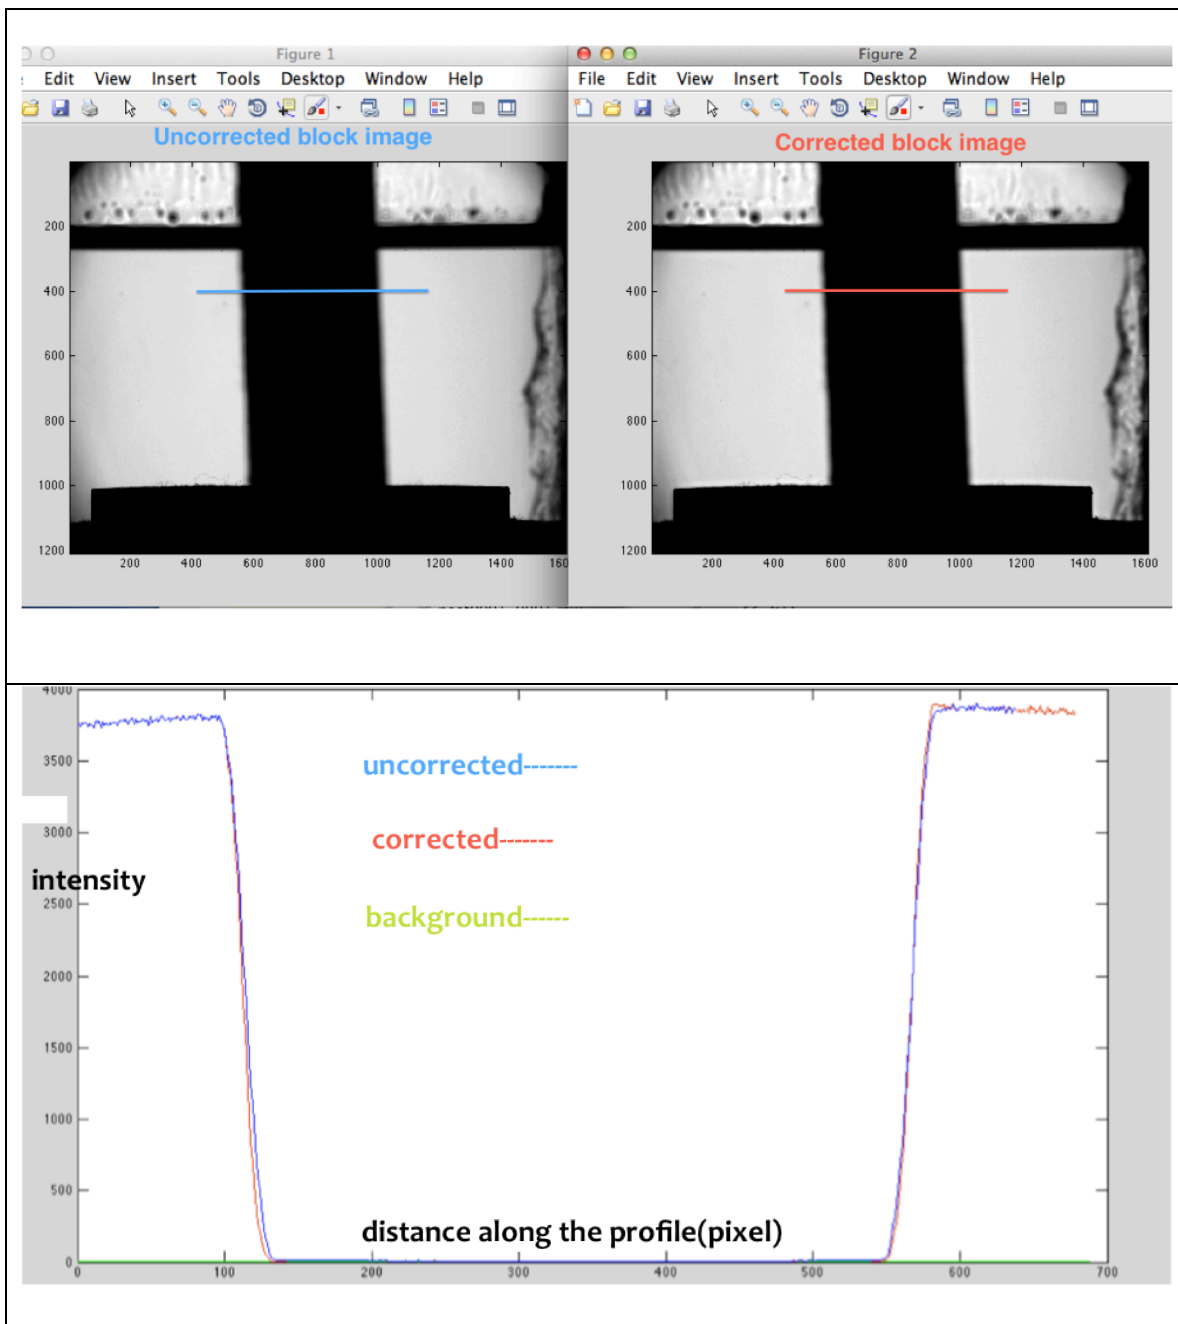 Figure 1
Edit View Insert Tools Desktop Window Help
Uncorrected block image
200
400
600
800
1000
1200
200 400 600 800 1000 1200 1400
Figure 2
File Edit View Insert Tools Desktop Window Help
Corrected block image
200
400
600
800
1000
1200
200 400 600 800 1000 1200 1400 1600
4000
3500
3000
2500
2000
1500
1000
500
0
intensity
uncorrected-------
corrected-------
background------
distance along the profile(pixel)
0 100 200 300 400 500 600 700